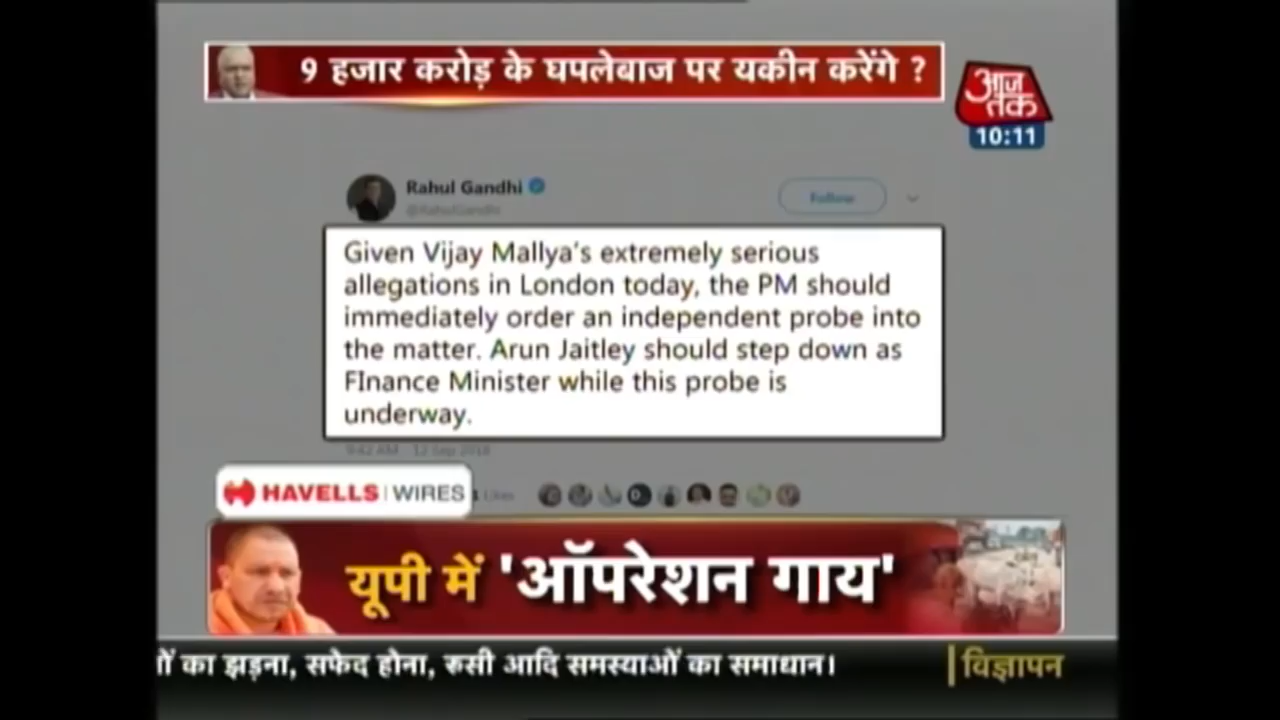 9 हजार करोड़ के घपलेबाज पर यकीन करेंगे ?
आज
तक
10:11
Rahul Gandhi
@RahulGandhi
Follow
Given Vijay Mallya's extremely serious
allegations in London today, the PM should
immediately order an independent probe into
the matter. Arun Jaitley should step down as
FInance Minister while this probe is
underway.
9:42 AM 12 Sep 2018
HAVELLS | WIRES
Likes
यूपी में 'ऑपरेशन गाय'
ों का झड़ना, सफेद होना, रुसी आदि समस्याओं का समाधान।
विज्ञापन